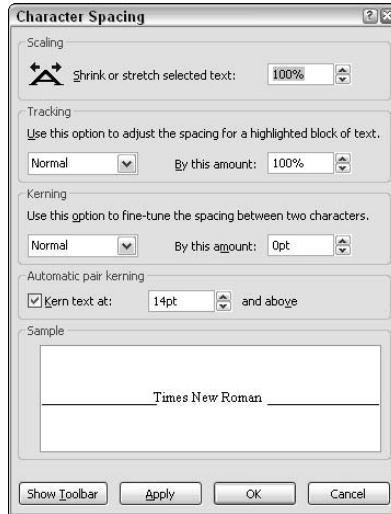 Character Spacing
Scaling
Shrink or stretch selected text: 100%
Tracking
Use this option to adjust the spacing for a highlighted block of text.
Normal By this amount: 100%
Kerning
Use this option to fine-tune the spacing between two characters.
Normal By this amount: 0pt
Automatic pair kerning
Kern text at: 14pt and above
Sample
Times New Roman
Show Toolbar Apply OK Cancel